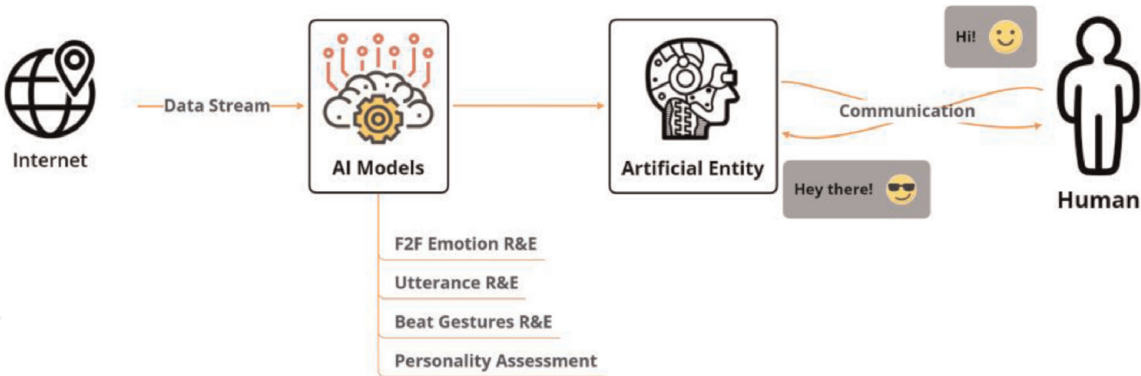 Hi!
Data Stream
Communication
Internet
AI Models
Artificial Entity
Hey there!
Human
F2F Emotion R&E
Utterance R&E
Beat Gestures R&E
Personality Assessment